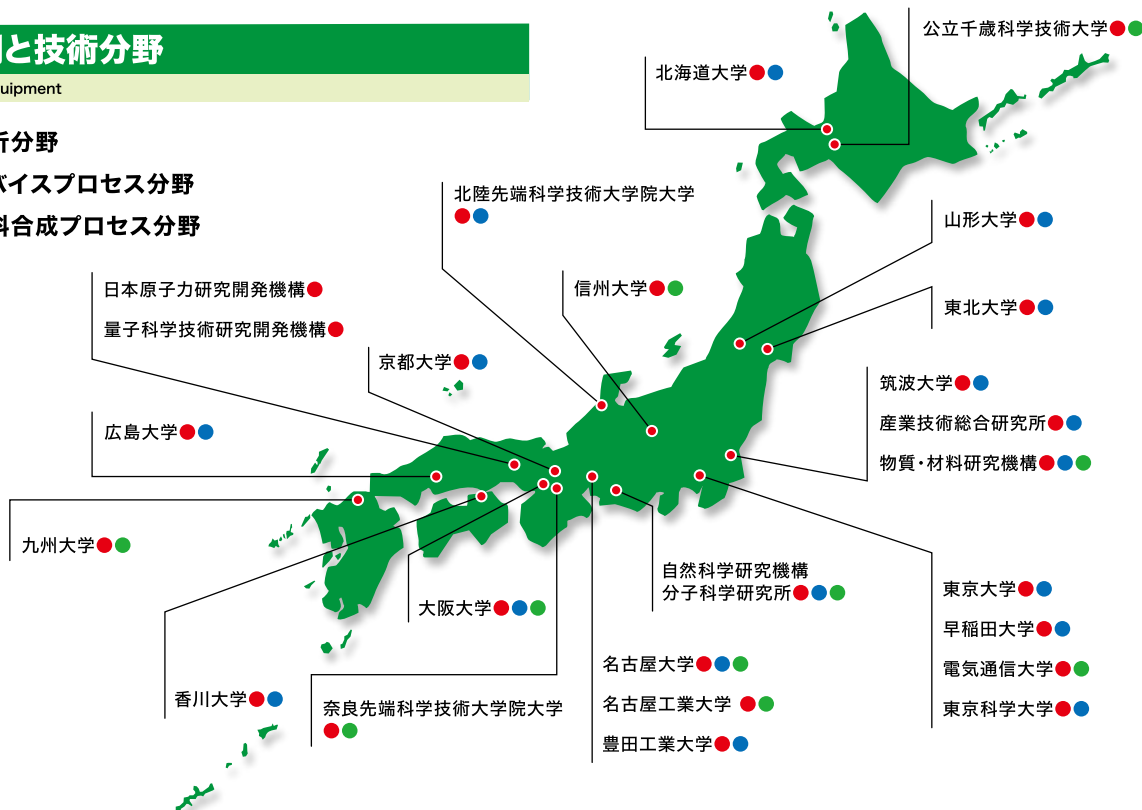 と技術分野
uipment
分野
バイスプロセス分野
料合成プロセス分野
公立千歳科学技術大学
北海道大学
北陸先端科学技術大学院大学
山形大学
日本原子力研究開発機構
信州大学
東北大学
量子科学技術研究開発機構
京都大学
筑波大学
産業技術総合研究所
広島大学
物質・材料研究機構
九州大学
自然科学研究機構
分子科学研究所
大阪大学
東京大学
早稲田大学
名古屋大学
電気通信大学
香川大学
奈良先端科学技術大学院大学
名古屋工業大学
東京科学大学
豊田工業大学